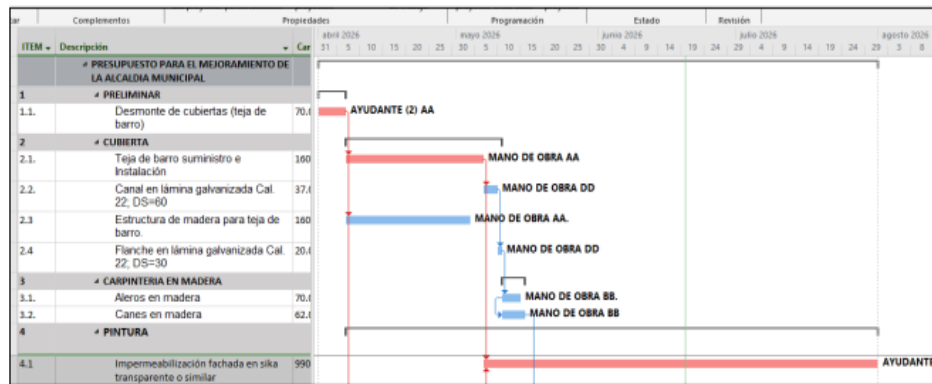 Complementos Propiedades Programación Estado Revisión
abril 2026 mayo 2026 junio 2026 julio 2026 agosto 2026
ITEM Descripción Car 31 5 10 15 20 25 30 5 10 15 20 25 30 4 9 14 19 24 29 4 9 14 19 24 29 3 8
PRESUPUESTO PARA EL MEJORAMIENTO DE
LA ALCALDIA MUNICIPAL
1 PRELIMINAR
1.1. Desmonte de cubiertas (teja de 70.0 AYUDANTE (2) AA
barro)
2 CUBIERTA
2.1. Teja de barro suministro e 160 MANO DE OBRA AA
Instalación
2.2. Canal en lámina galvanizada Cal. 37.0 MANO DE OBRA DD
22; DS=60
2.3 Estructura de madera para teja de 160 MANO DE OBRA AA.
barro.
2.4 Flanche en lámina galvanizada Cal. 20.0 MANO DE OBRA DD
22; DS=30
3 CARPINTERIA EN MADERA
3.1. Aleros en madera 70.0 MANO DE OBRA BB.
3.2. Canes en madera 62.0 MANO DE OBRA BB
4 PINTURA
4.1 Impermeabilización fachada en sika 990 AYUDANTE
transparente o similar